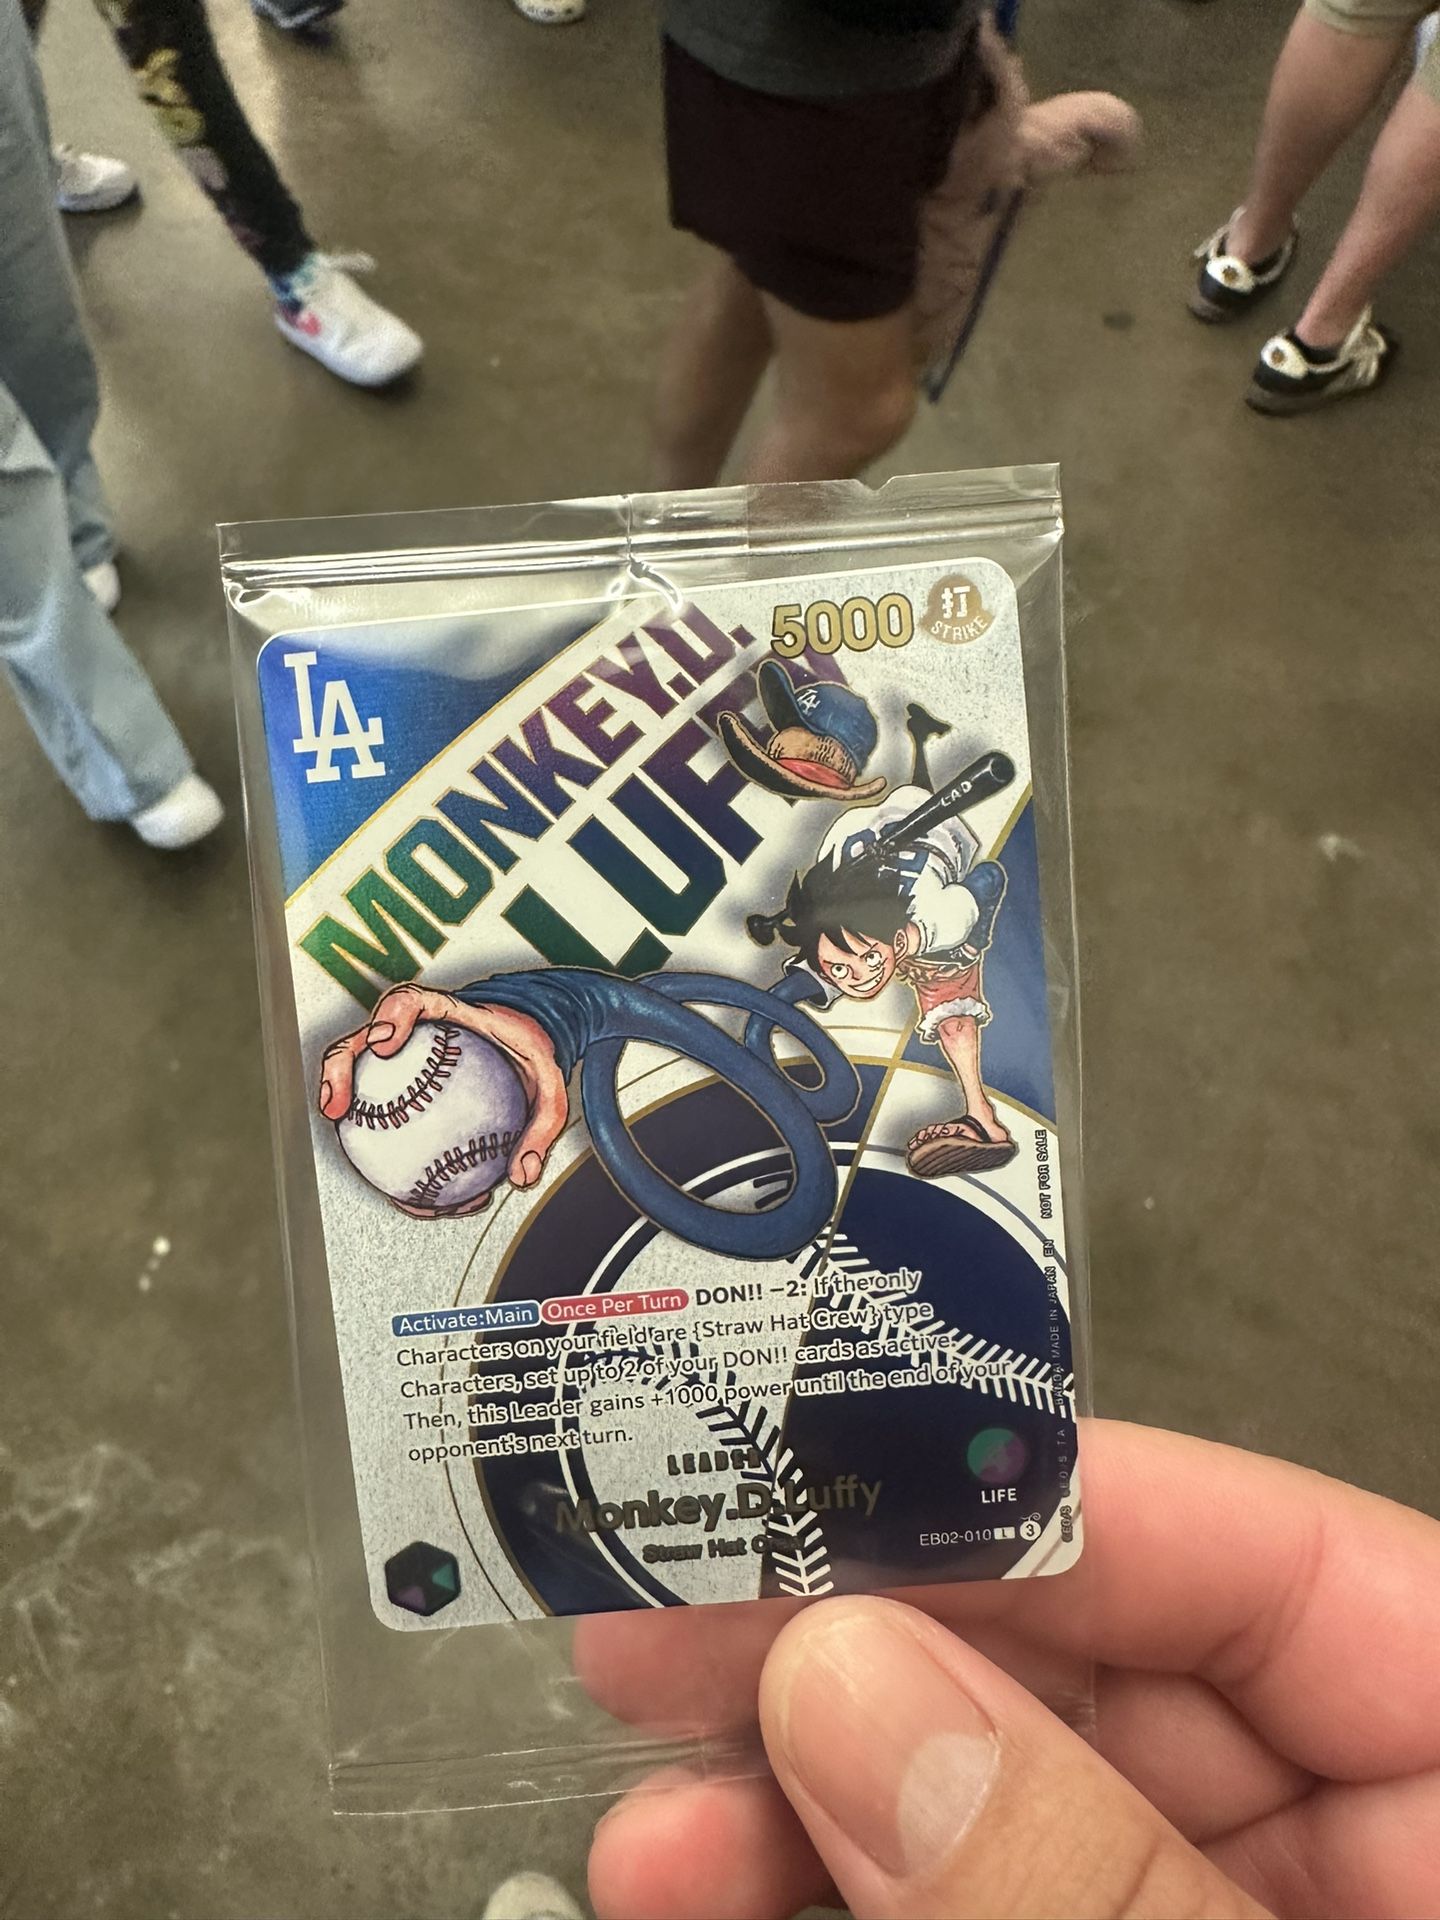 LA
5000
打
STRIKE
MONKEY.D.
LUFFY
LA
LAD
Activate:Main Once Per Turn DON!! −2: If the only
Characters on your field are {Straw Hat Crew} type
Characters, set up to 2 of your DON!! cards as active.
Then, this Leader gains +1000 power until the end of your
opponent's next turn.
LEADER
Monkey.D.Luffy
Straw Hat Crew
LIFE
EB02-010 L 3
BANDAI MADE IN JAPAN EN NOT FOR SALE